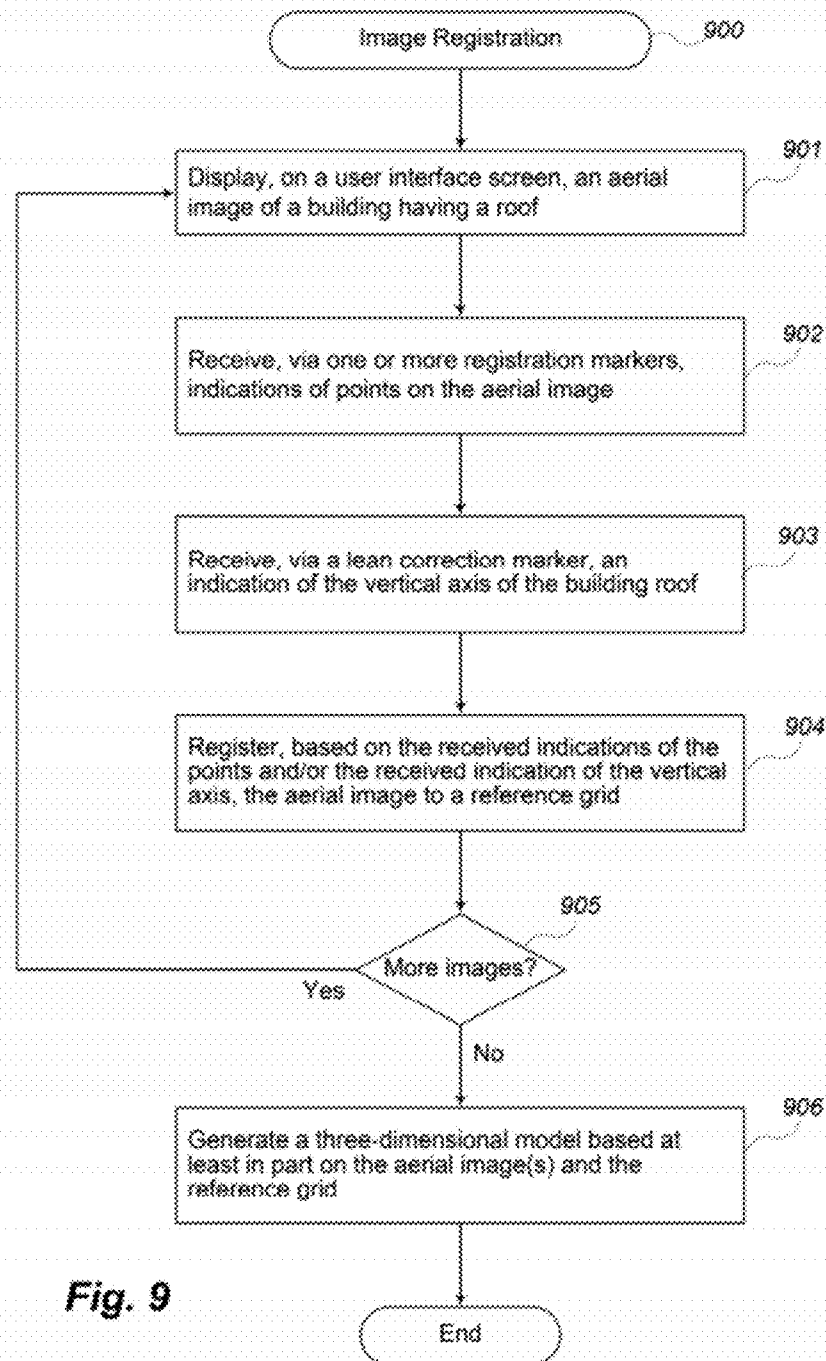 Image Registration
900
901
Display, on a user interface screen, an aerial
image of a building having a roof
902
Receive, via one or more registration markers,
indications of points on the aerial image
903
Receive, via a lean correction marker, an
indication of the vertical axis of the building roof
904
Register, based on the received indications of the
points and/or the received indication of the vertical
axis, the aerial image to a reference grid
905
More images?
Yes
No
906
Generate a three-dimensional model based at
least in part on the aerial image(s) and the
reference grid
Fig. 9
End